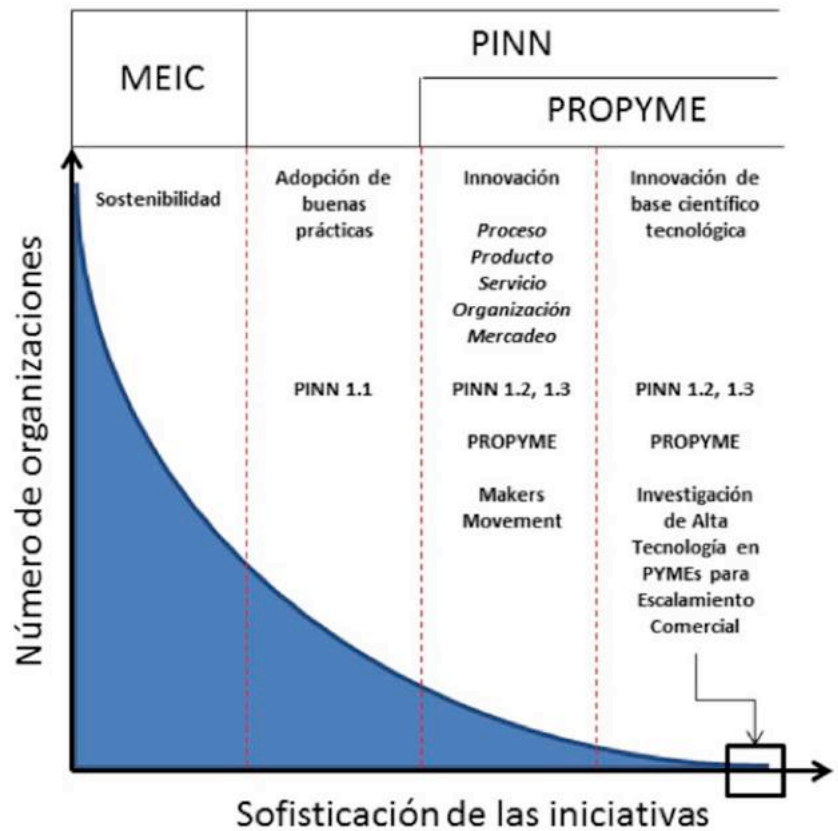 MEIC
PINN
PROPYME
Número de organizaciones
Sostenibilidad
Adopción de
buenas
prácticas
PINN 1.1
Innovación
Proceso
Producto
Servicio
Organización
Mercadeo
PINN 1.2, 1.3
PROPYME
Makers
Movement
Innovación de
base científico
tecnológica
PINN 1.2, 1.3
PROPYME
Investigación
de Alta
Tecnología en
PYMEs para
Escalamiento
Comercial
Sofisticación de las iniciativas